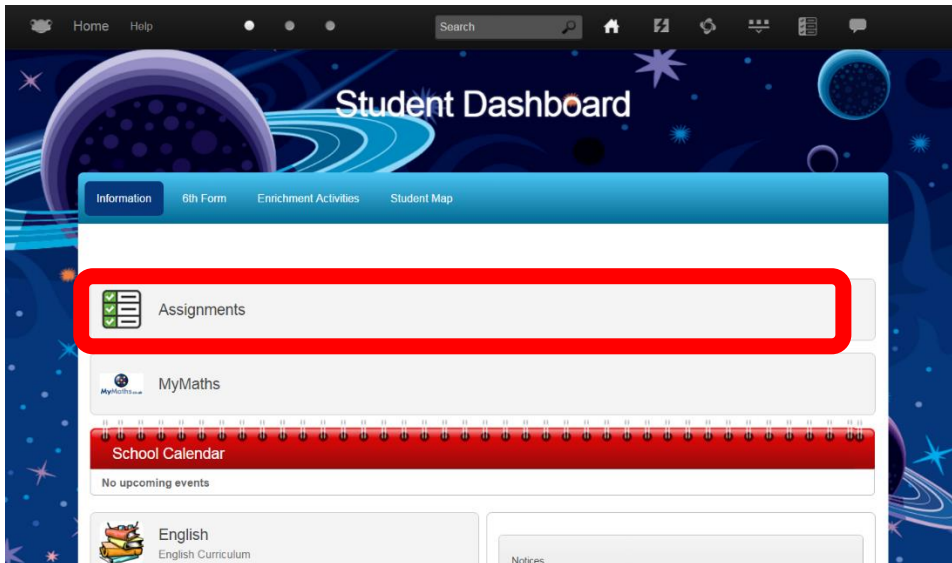 Home Help Search
Student Dashboard
Information 6th Form Enrichment Activities Student Map
Assignments
MyMaths
MyMaths
School Calendar
No upcoming events
English
English Curriculum
Notices